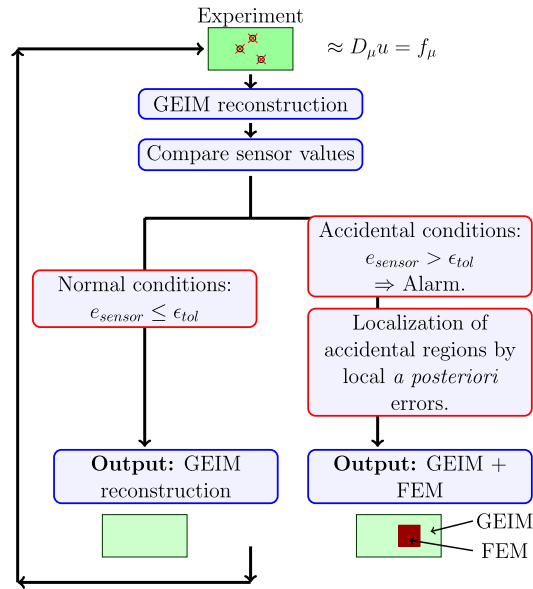 Experiment
≈ D_μ u = f_μ
GEIM reconstruction
Compare sensor values
Accidental conditions:
e_sensor > ϵ_tol
⇒ Alarm.
Normal conditions:
e_sensor ≤ ϵ_tol
Localization of
accidental regions by
local a posteriori
errors.
Output: GEIM
reconstruction
Output: GEIM +
FEM
GEIM
FEM